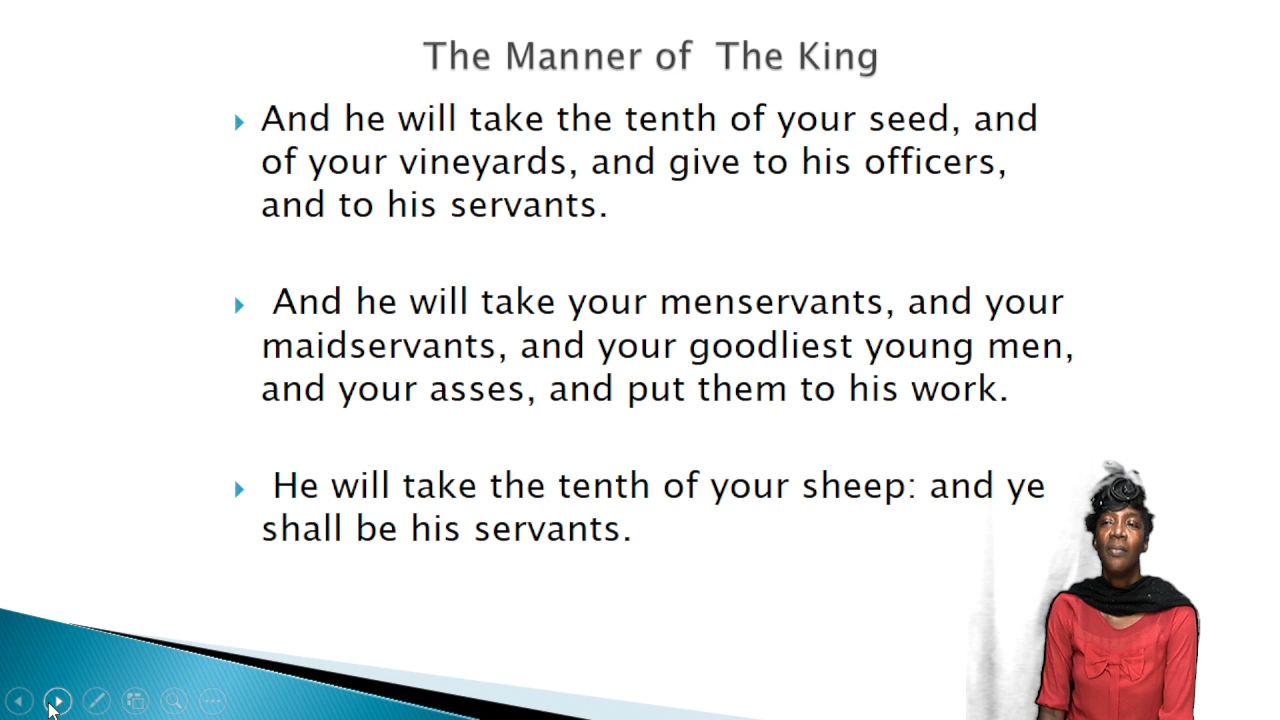 The Manner of The King
And he will take the tenth of your seed, and
of your vineyards, and give to his officers,
and to his servants.
And he will take your menservants, and your
maidservants, and your goodliest young men,
and your asses, and put them to his work.
He will take the tenth of your sheep: and ye
shall be his servants.